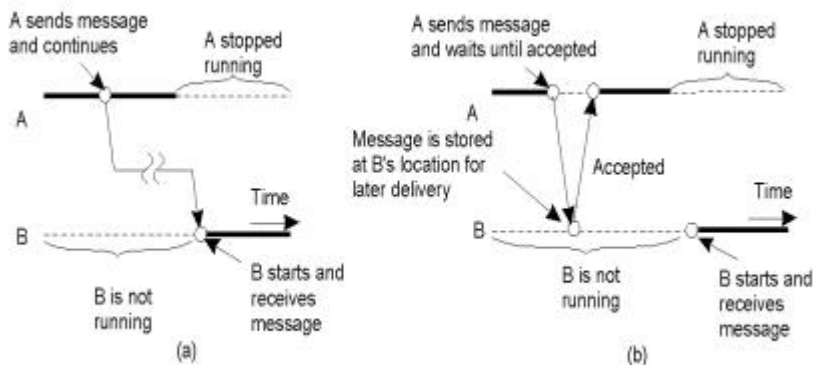 A sends message
and continues
A stopped
running
A
Time
B
B is not
running
B starts and
receives
message
(a)
A sends message
and waits until accepted
A stopped
running
A
Message is stored
at B's location for
later delivery
Accepted
Time
B
B is not
running
B starts and
receives
message
(b)